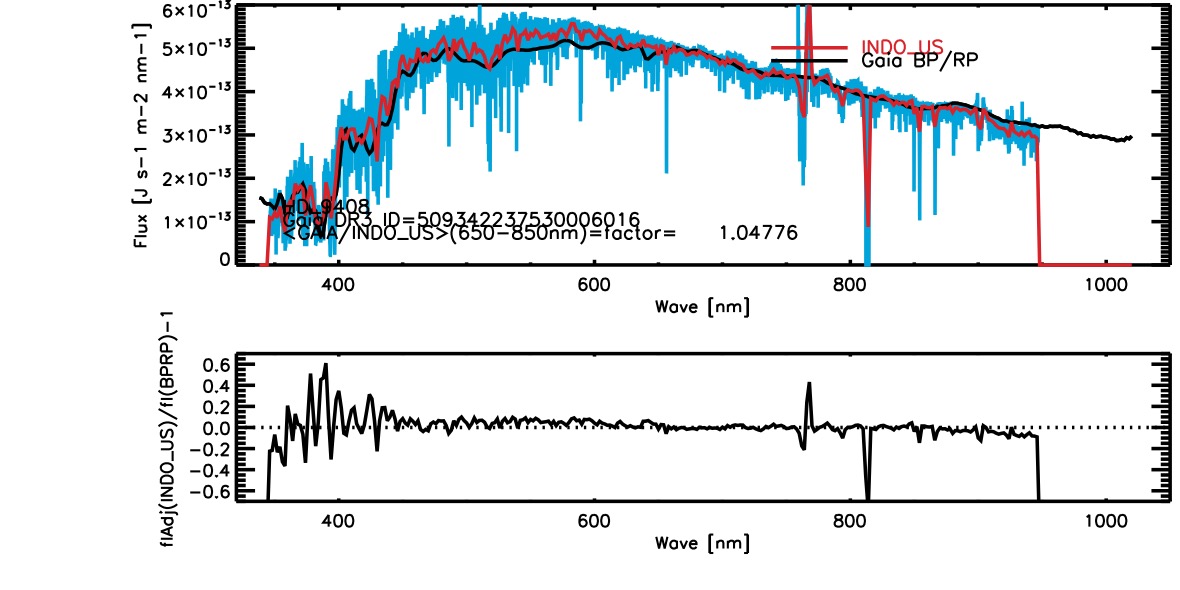 6×10−13
5×10−13
4×10−13
3×10−13
2×10−13
1×10−13
0
Flux [J s−1 m−2 nm−1]
INDO_US
Gaia BP/RP
HD_9408
Gaia DR3 ID=509342237530006016
<GAIA/INDO_US>(650−850nm)=factor= 1.04776
400 600 800 1000
Wave [nm]
flAdj(INDO_US)/fl(BPRP)−1
0.6
0.4
0.2
0.0
−0.2
−0.4
−0.6
400 600 800 1000
Wave [nm]